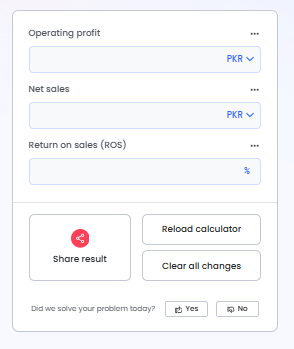 Operating profit
PKR
Net sales
PKR
Return on sales (ROS)
%
Share result
Reload calculator
Clear all changes
Did we solve your problem today?
Yes
No